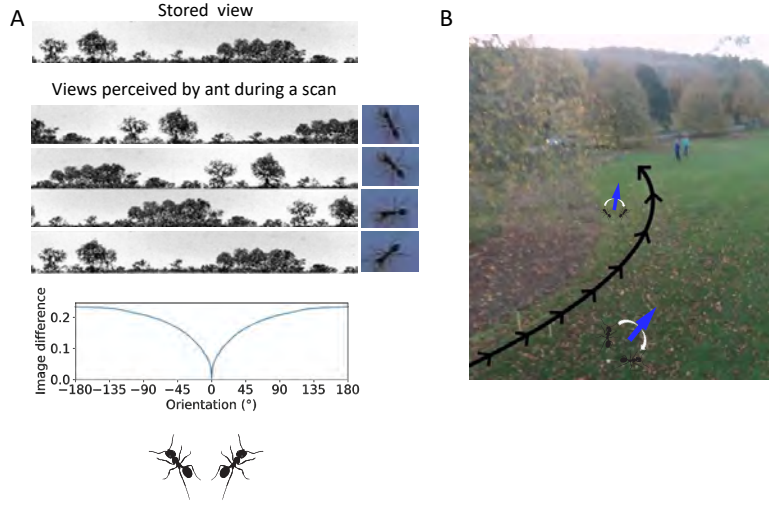 A
Stored view
Views perceived by ant during a scan
Image difference
0.2
0.1
0.0
−180−135 −90 −45 0 45 90 135 180
Orientation (°)
B